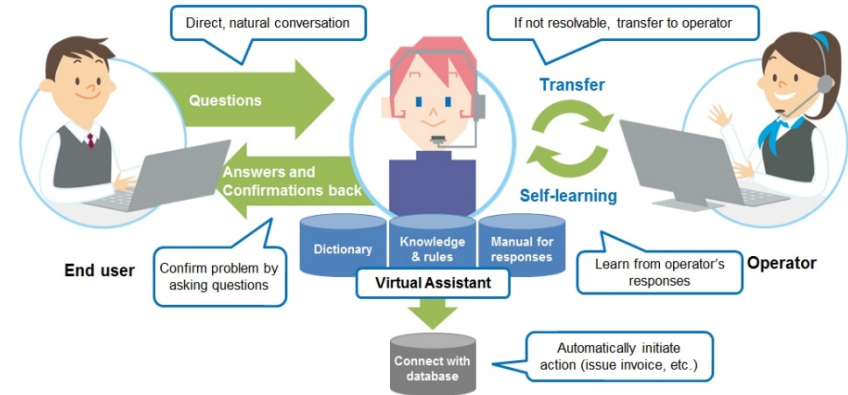 Direct, natural conversation
If not resolvable, transfer to operator
Questions
Transfer
Answers and
Confirmations back
Self-learning
Dictionary
Knowledge
& rules
Manual for
responses
End user
Confirm problem by
asking questions
Virtual Assistant
Learn from operator's
responses
Operator
Connect with
database
Automatically initiate
action (issue invoice, etc.)